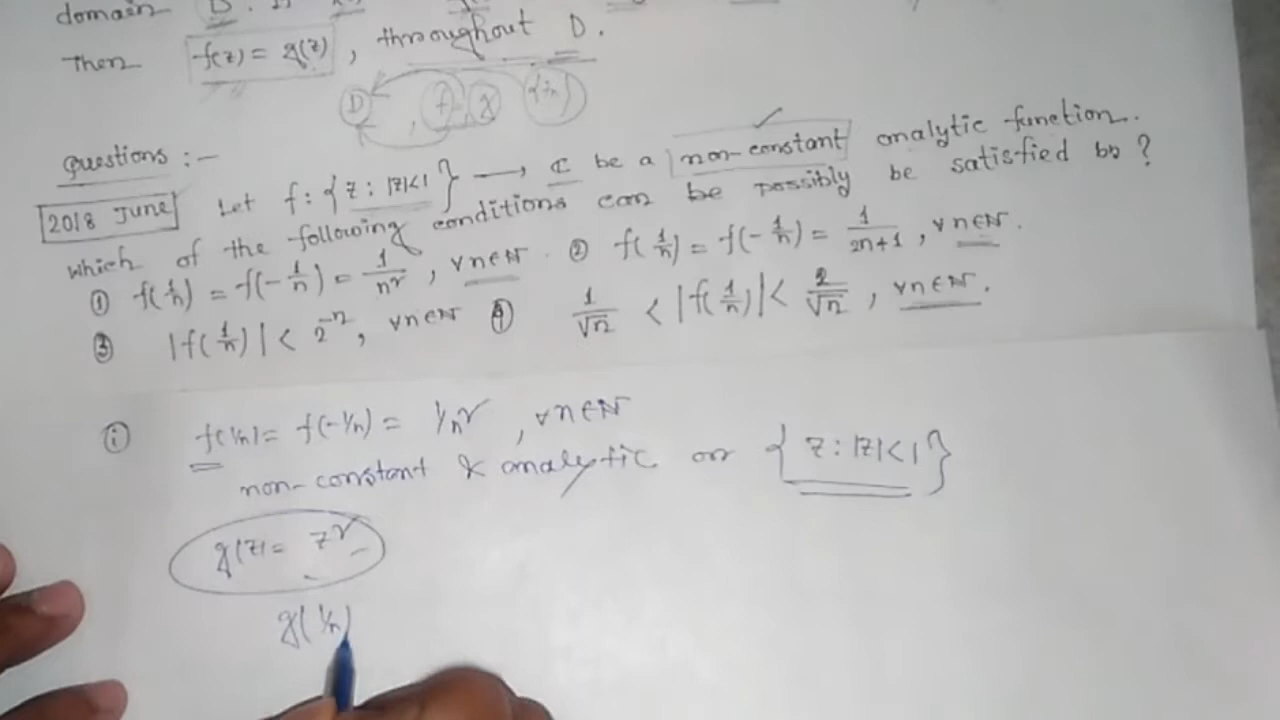 domain D.
Then f(z) = g(z), throughout D.
D, f = g {zn}
Questions :-
2018 June Let f : {z : |z|<1} → ℂ be a non-constant analytic function.
which of the following conditions can be possibly be satisfied by ?
① f(1/n) = f(-1/n) = 1/n², ∀n∈ℕ. ② f(1/n) = f(-1/n) = 1/2n+1, ∀n∈ℕ.
③ |f(1/n)| < 2⁻ⁿ, ∀n∈ℕ ④ 1/√n < |f(1/n)| < 2/√n, ∀n∈ℕ.
ⓘ f(1/n) = f(-1/n) = 1/n², ∀n∈ℕ
non-constant & analytic on {z : |z|<1}
g(z) = z²
g(1/n)